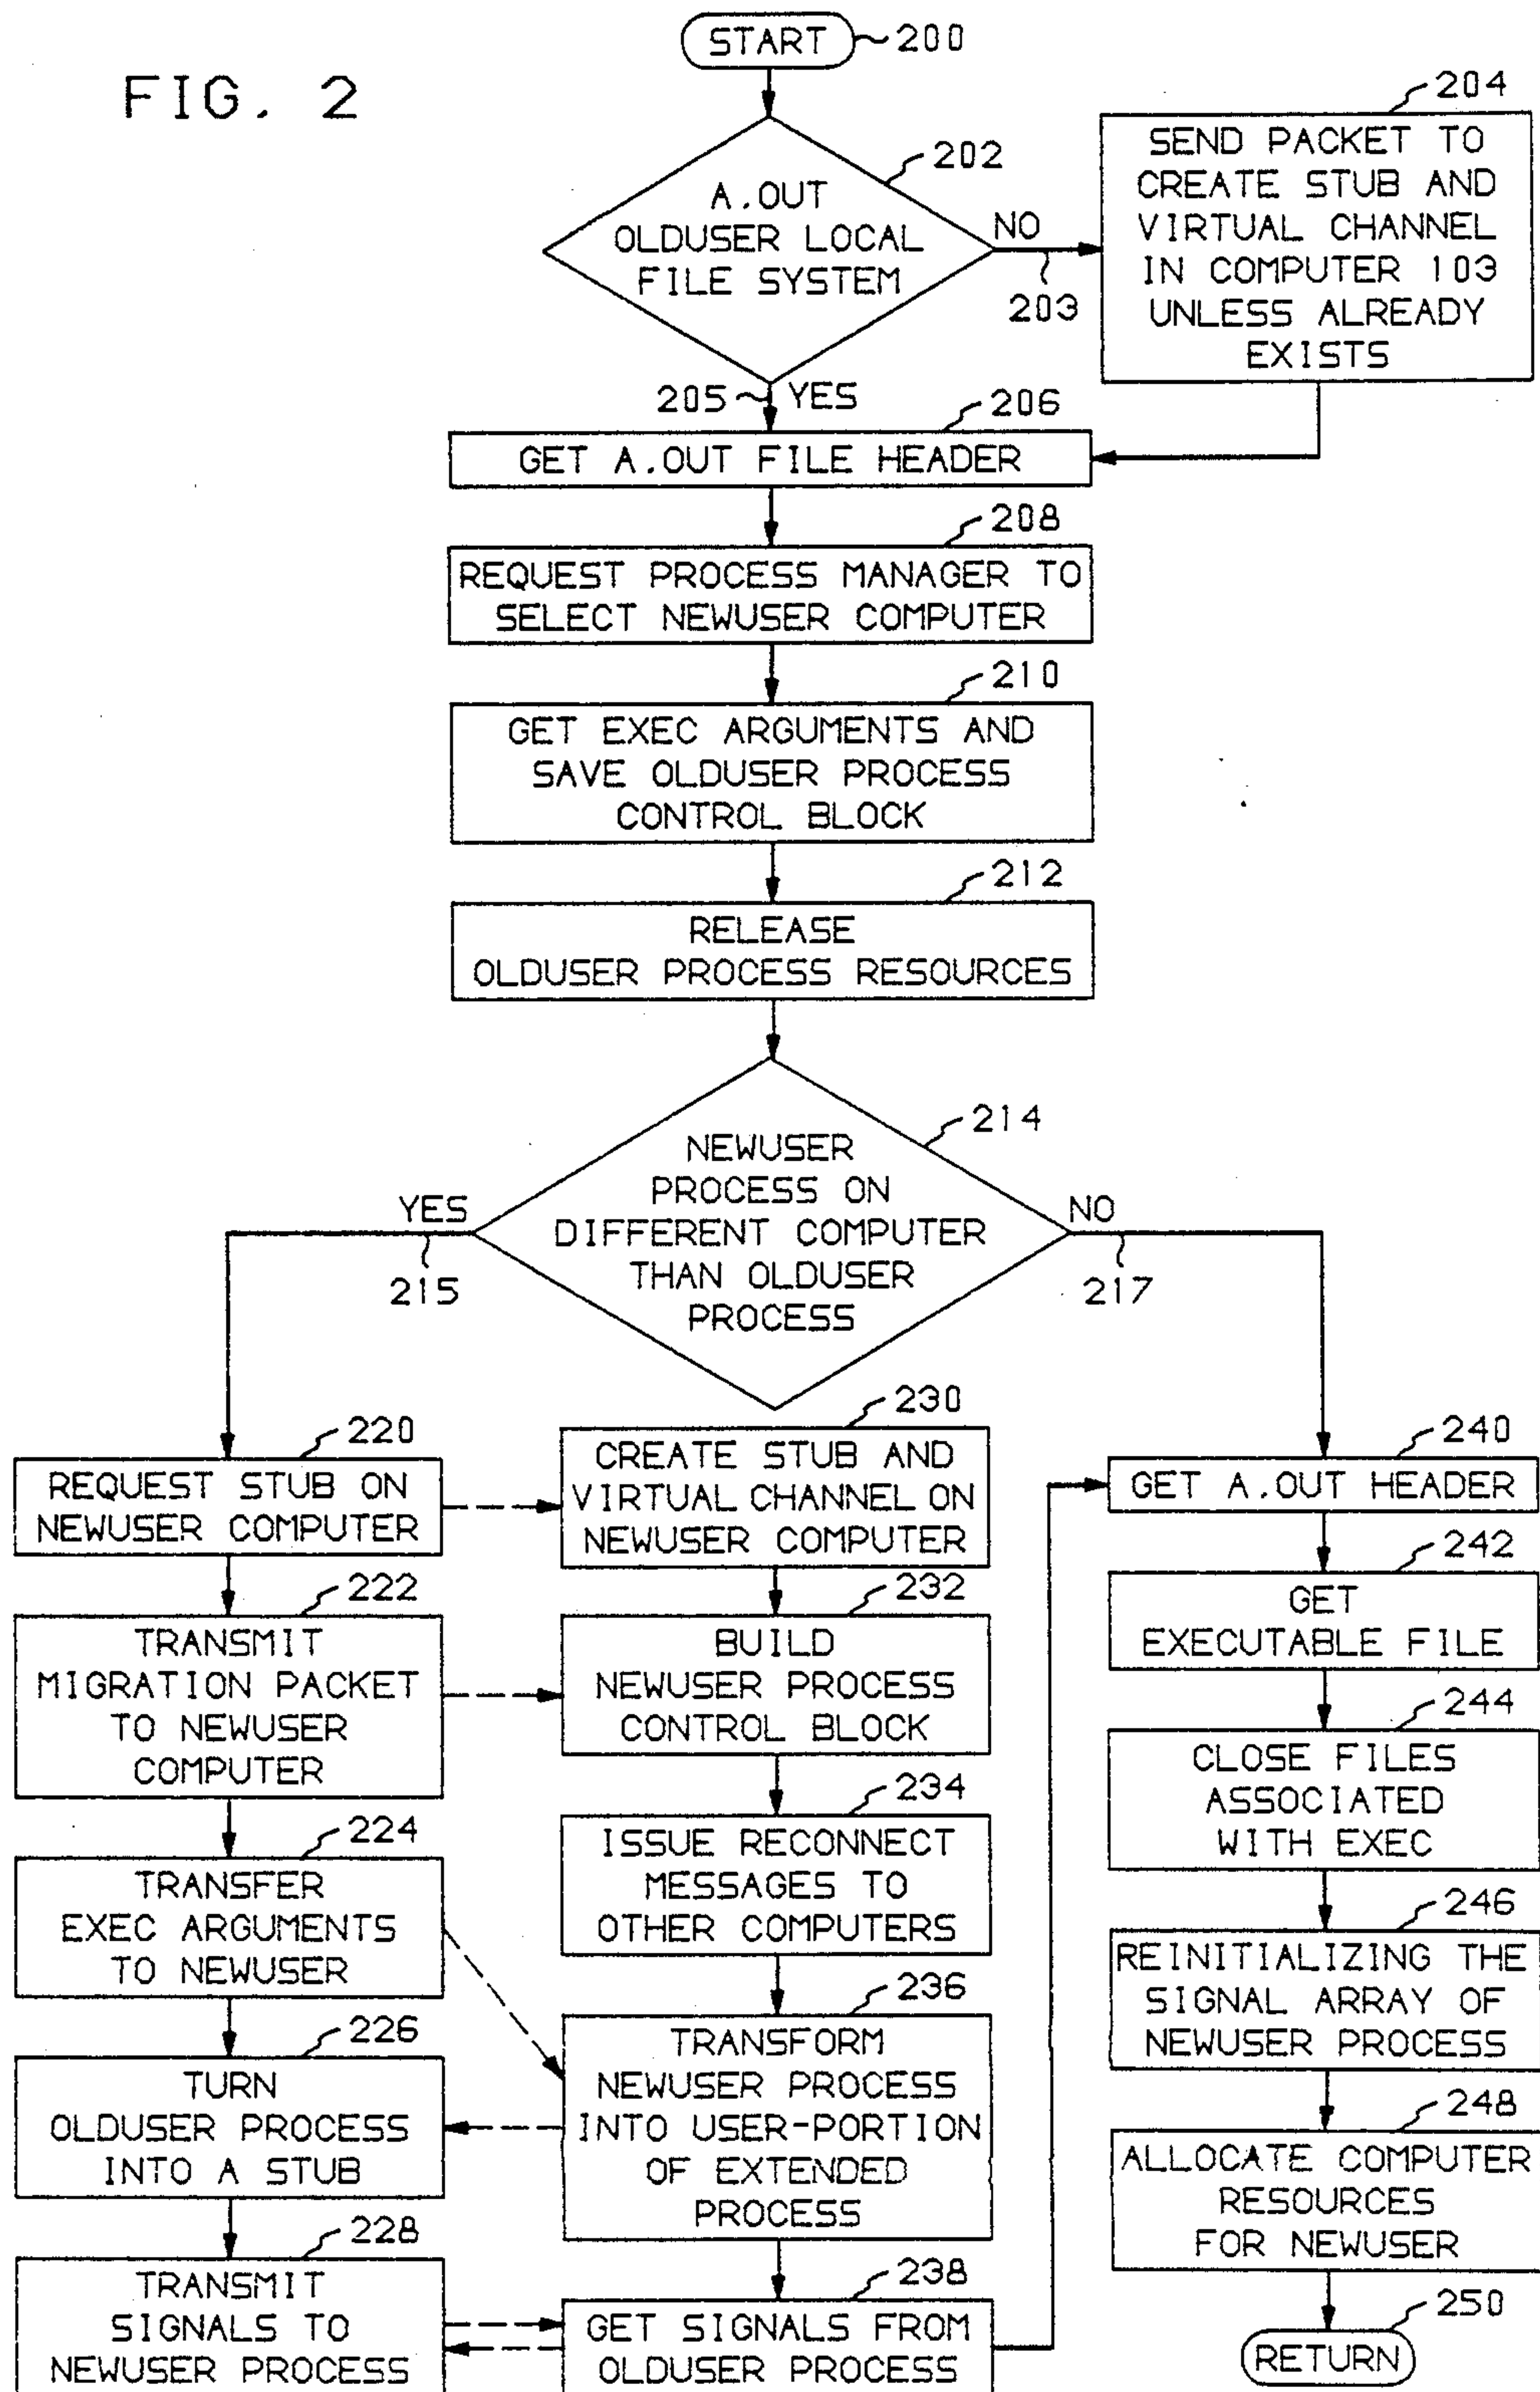 FIG. 2
START
200
202
A.OUT
OLDUSER LOCAL
FILE SYSTEM
NO
203
204
SEND PACKET TO
CREATE STUB AND
VIRTUAL CHANNEL
IN COMPUTER 103
UNLESS ALREADY
EXISTS
205
YES
206
GET A.OUT FILE HEADER
208
REQUEST PROCESS MANAGER TO
SELECT NEWUSER COMPUTER
210
GET EXEC ARGUMENTS AND
SAVE OLDUSER PROCESS
CONTROL BLOCK
212
RELEASE
OLDUSER PROCESS RESOURCES
214
NEWUSER
PROCESS ON
DIFFERENT COMPUTER
THAN OLDUSER
PROCESS
YES
215
NO
217
220
REQUEST STUB ON
NEWUSER COMPUTER
222
TRANSMIT
MIGRATION PACKET
TO NEWUSER
COMPUTER
224
TRANSFER
EXEC ARGUMENTS
TO NEWUSER
226
TURN
OLDUSER PROCESS
INTO A STUB
228
TRANSMIT
SIGNALS TO
NEWUSER PROCESS
230
CREATE STUB AND
VIRTUAL CHANNEL ON
NEWUSER COMPUTER
232
BUILD
NEWUSER PROCESS
CONTROL BLOCK
234
ISSUE RECONNECT
MESSAGES TO
OTHER COMPUTERS
236
TRANSFORM
NEWUSER PROCESS
INTO USER-PORTION
OF EXTENDED
PROCESS
238
GET SIGNALS FROM
OLDUSER PROCESS
240
GET A.OUT HEADER
242
GET
EXECUTABLE FILE
244
CLOSE FILES
ASSOCIATED
WITH EXEC
246
REINITIALIZING THE
SIGNAL ARRAY OF
NEWUSER PROCESS
248
ALLOCATE COMPUTER
RESOURCES
FOR NEWUSER
250
RETURN